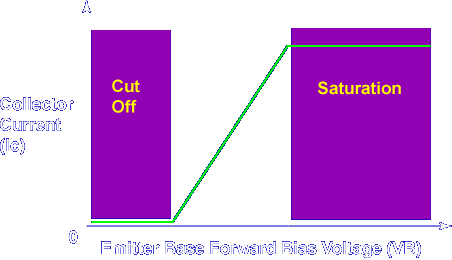 Cut
Off
Saturation
Collector
Current
(Ic)
0
Emitter Base Forward Bias Voltage (VB)